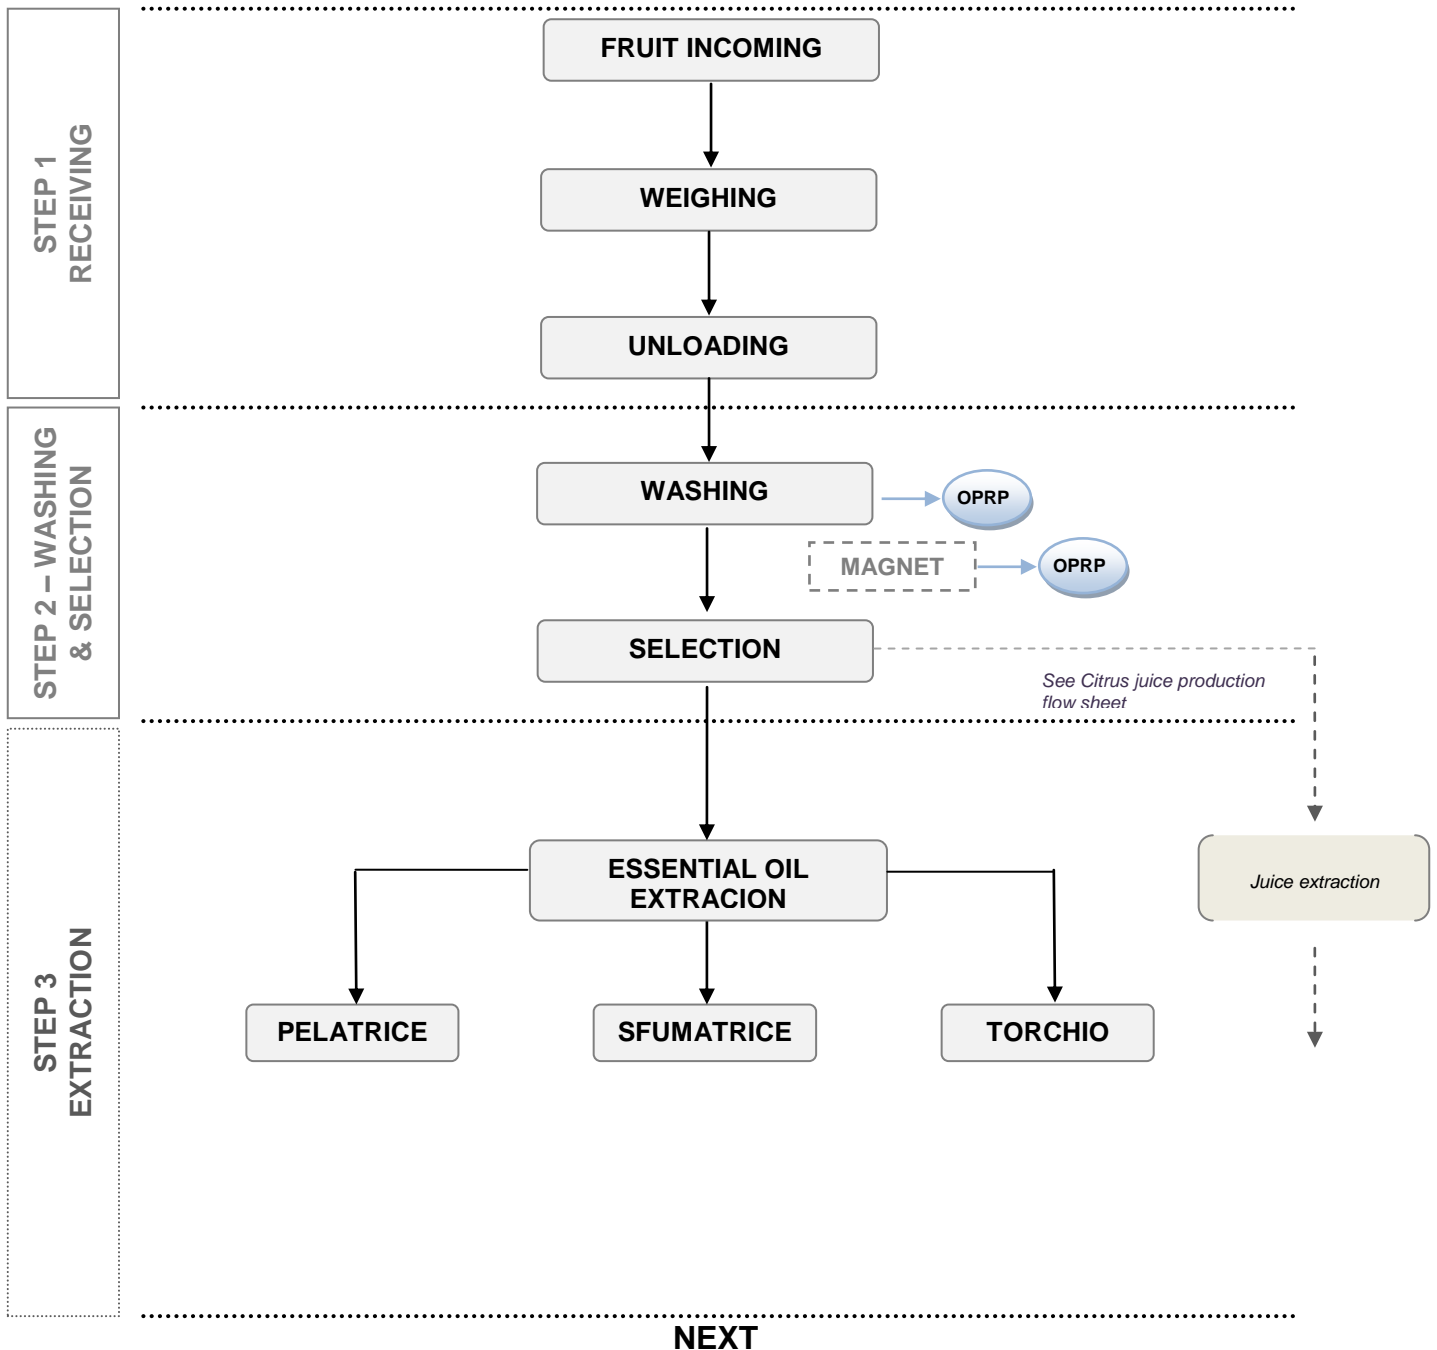 STEP 1
RECEIVING
FRUIT INCOMING
WEIGHING
UNLOADING
STEP 2 – WASHING
& SELECTION
WASHING
OPRP
MAGNET
OPRP
SELECTION
See Citrus juice production
flow sheet
STEP 3
EXTRACTION
ESSENTIAL OIL
EXTRACION
Juice extraction
PELATRICE
SFUMATRICE
TORCHIO
NEXT